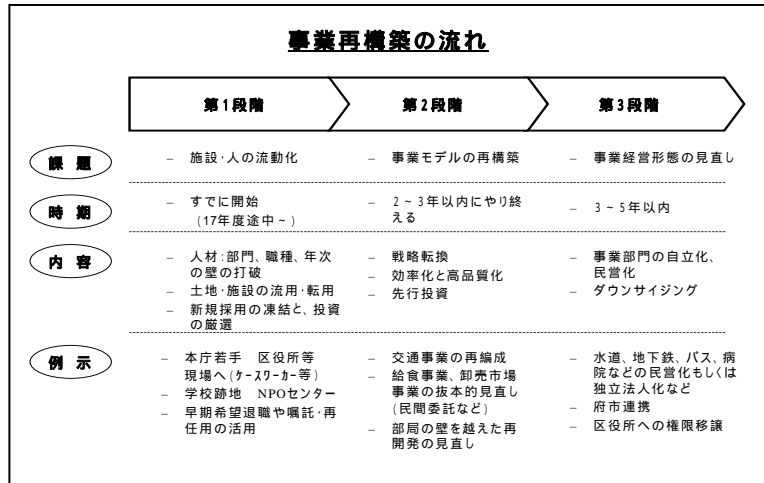 事業再構築の流れ
第1段階
第2段階
第3段階
課 題
– 施設・人の流動化
– 事業モデルの再構築
– 事業経営形態の見直し
時 期
– すでに開始
(17年度途中~)
– 2~3年以内にやり終
える
– 3~5年以内
内 容
– 人材:部門、職種、年次
の壁の打破
– 土地・施設の流用・転用
– 新規採用の凍結と、投資
の厳選
– 戦略転換
– 効率化と高品質化
– 先行投資
– 事業部門の自立化、
民営化
– ダウンサイジング
例 示
– 本庁若手 区役所等
現場へ(ケースワーカー等)
– 学校跡地 NPOセンター
– 早期希望退職や嘱託・再
任用の活用
– 交通事業の再編成
– 給食事業、卸売市場
事業の抜本的見直し
(民間委託など)
– 部局の壁を越えた再
開発の見直し
– 水道、地下鉄、バス、病
院などの民営化もしくは
独立法人化など
– 府市連携
– 区役所への権限移譲